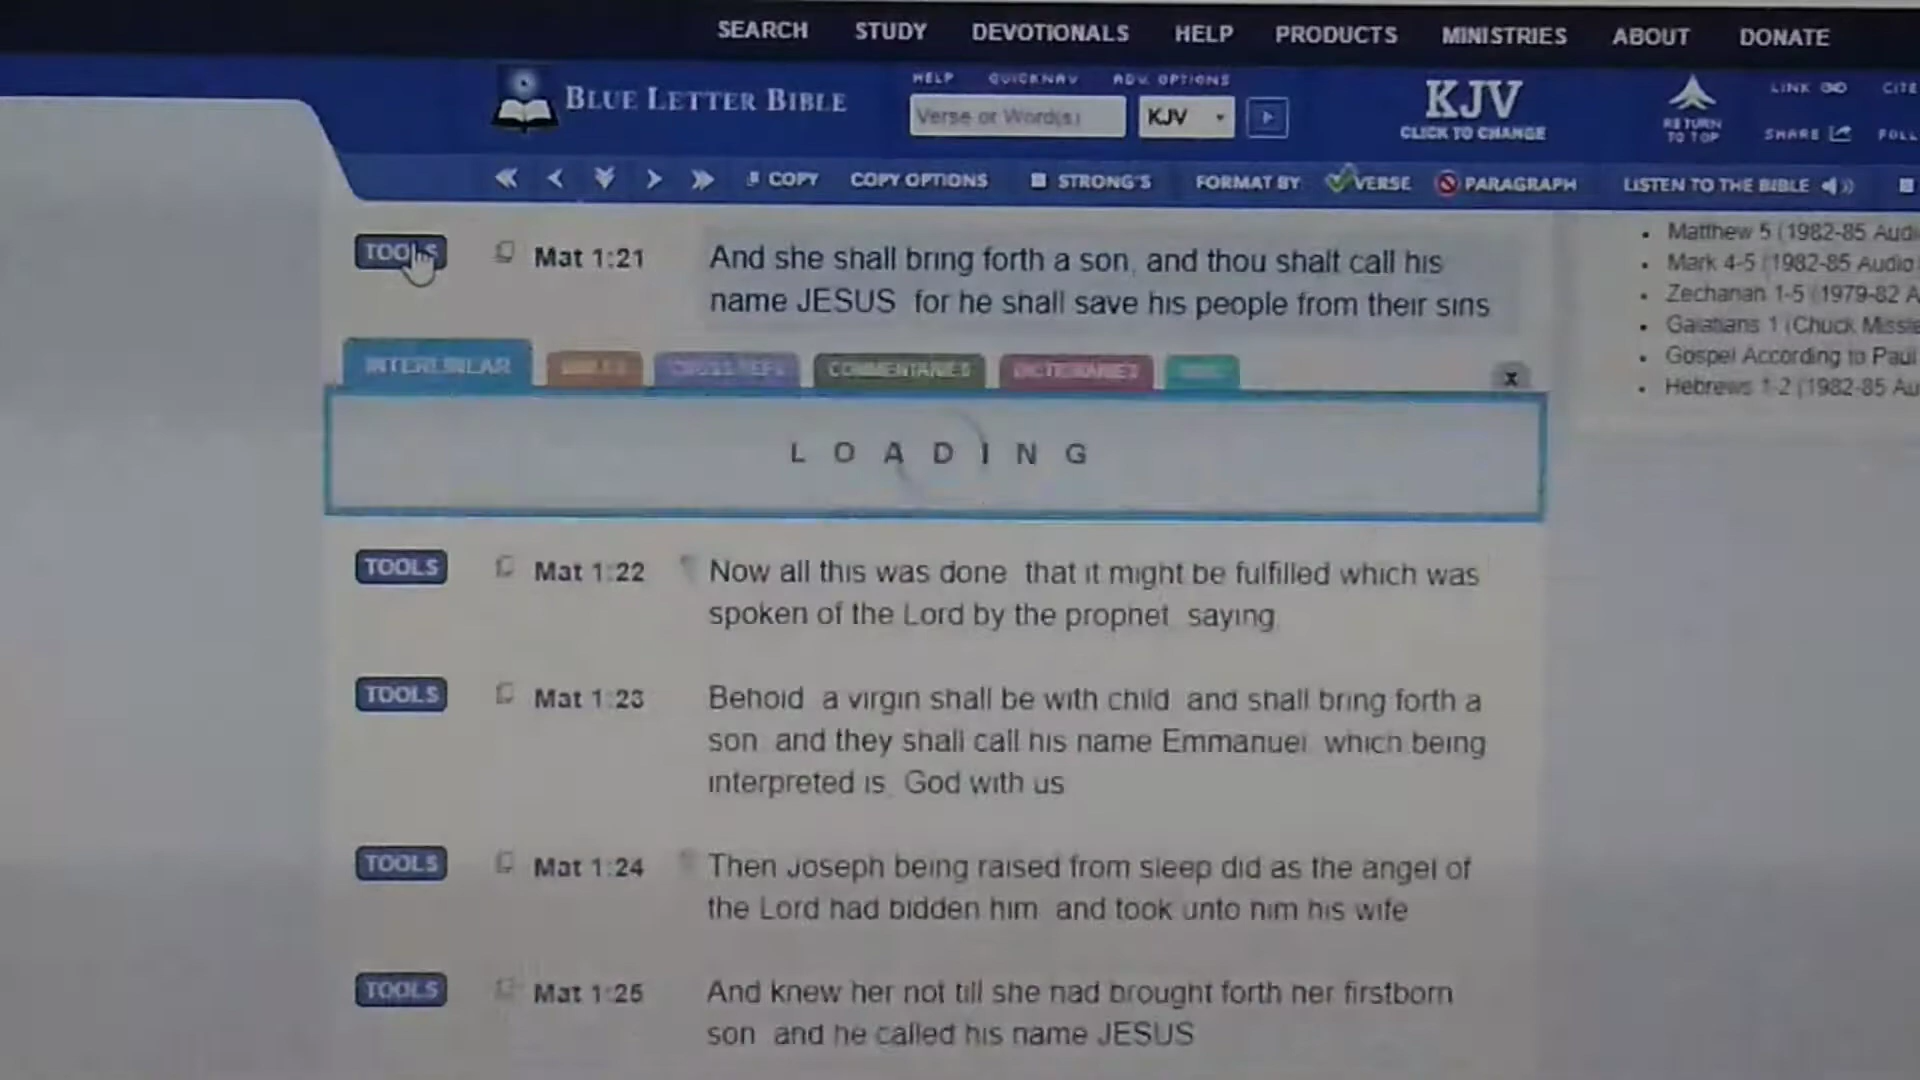 SEARCH STUDY DEVOTIONALS HELP PRODUCTS MINISTRIES ABOUT DONATE
HELP QUICKNAV ADV. OPTIONS
BLUE LETTER BIBLE
Verse or Word(s) KJV
KJV
CLICK TO CHANGE
RETURN
TO TOP
LINK CITE
SHARE FOLL
COPY COPY OPTIONS STRONG'S FORMAT BY VERSE PARAGRAPH LISTEN TO THE BIBLE
TOOLS Mat 1:21 And she shall bring forth a son, and thou shalt call his
name JESUS for he shall save his people from their sins
INTERLINEAR CROSS-REFS COMMENTARIES DICTIONARIES
x
LOADING
TOOLS Mat 1:22 ¶ Now all this was done that it might be fulfilled which was
spoken of the Lord by the prophet saying
TOOLS Mat 1:23 Behold a virgin shall be with child and shall bring forth a
son and they shall call his name Emmanuel which being
interpreted is God with us
TOOLS Mat 1:24 ¶ Then Joseph being raised from sleep did as the angel of
the Lord had bidden him and took unto him his wife
TOOLS Mat 1:25 And knew her not till she had brought forth her firstborn
son and he called his name JESUS
• Matthew 5 (1982-85 Audi
• Mark 4-5 (1982-85 Audio
• Zechariah 1-5 (1979-82 A
• Galatians 1 (Chuck Missle
• Gospel According to Paul
• Hebrews 1-2 (1982-85 Au